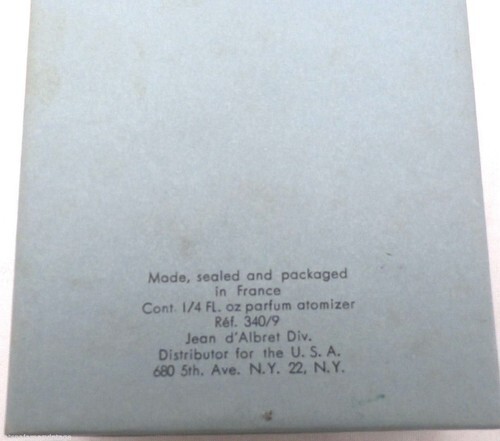 Made, sealed and packaged
in France
Cont. 1/4 FL. oz parfum atomizer
Réf. 340/9
Jean d'Albret Div.
Distributor for the U. S. A.
680 5th. Ave. N.Y. 22, N.Y.